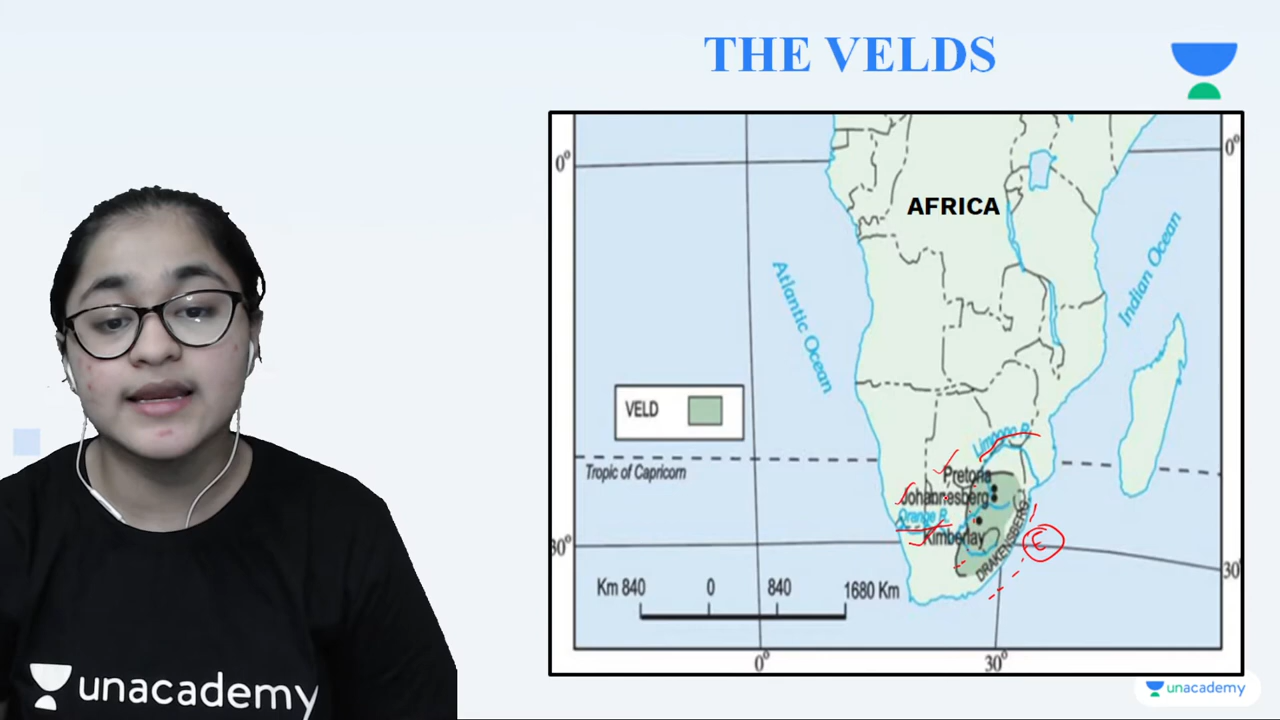 THE VELDS
0°
0°
AFRICA
Atlantic Ocean
Indian Ocean
VELD
Tropic of Capricorn
Limpopo R.
Pretoria
Johannesberg
Orange R.
Kimberlay
DRAKENSBERG
E
30°
30°
Km 840 0 840 1680 Km
0°
30°
unacademy
unacademy